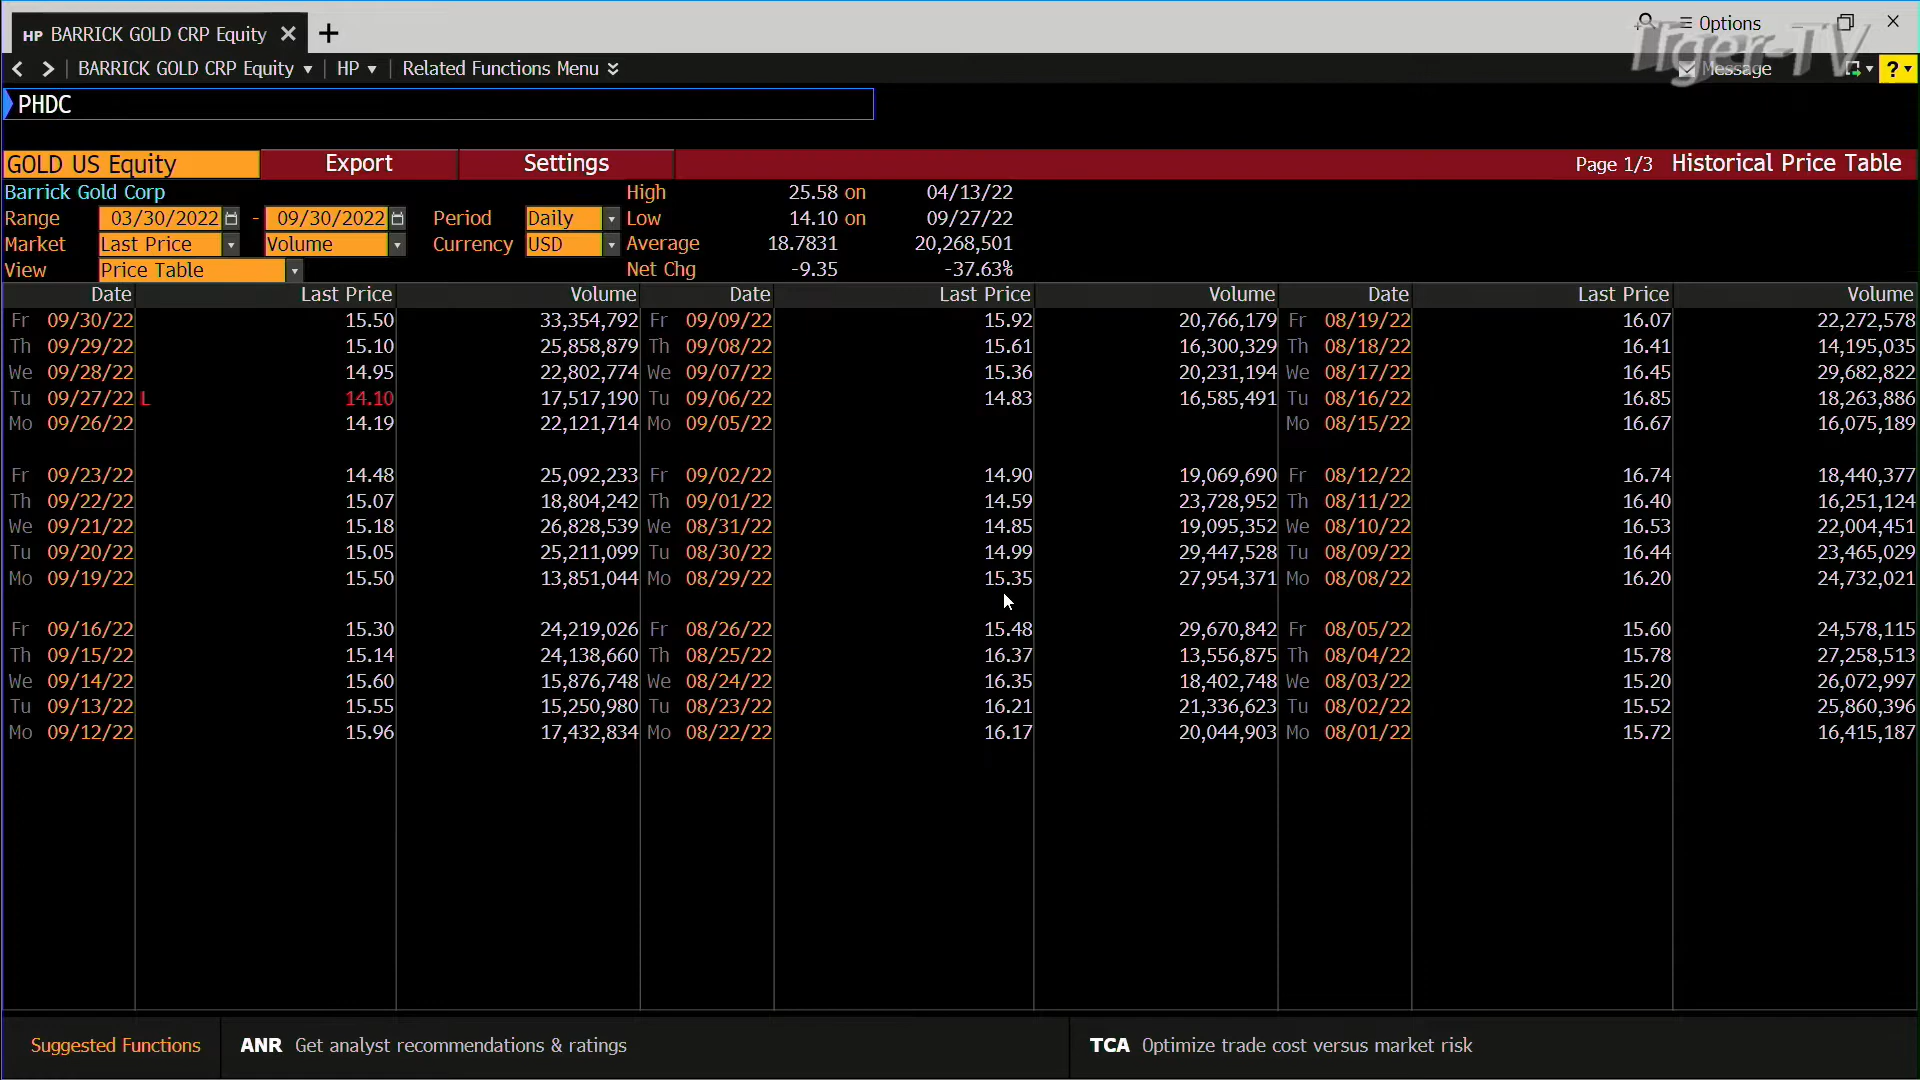 HP BARRICK GOLD CRP Equity
Options
BARRICK GOLD CRP Equity HP Related Functions Menu Message ?
Tiger-TV
PHDC
GOLD US Equity Export Settings Page 1/3 Historical Price Table
Barrick Gold Corp High 25.58 on 04/13/22
Range 03/30/2022 - 09/30/2022 Period Daily Low 14.10 on 09/27/22
Market Last Price Volume Currency USD Average 18.7831 20,268,501
View Price Table Net Chg -9.35 -37.63%
Date Last Price Volume Date Last Price Volume Date Last Price Volume
Fr 09/30/22 15.50 33,354,792 Fr 09/09/22 15.92 20,766,179 Fr 08/19/22 16.07 22,272,578
Th 09/29/22 15.10 25,858,879 Th 09/08/22 15.61 16,300,329 Th 08/18/22 16.41 14,195,035
We 09/28/22 14.95 22,802,774 We 09/07/22 15.36 20,231,194 We 08/17/22 16.45 29,682,822
Tu 09/27/22 L 14.10 17,517,190 Tu 09/06/22 14.83 16,585,491 Tu 08/16/22 16.85 18,263,886
Mo 09/26/22 14.19 22,121,714 Mo 09/05/22 Mo 08/15/22 16.67 16,075,189
Fr 09/23/22 14.48 25,092,233 Fr 09/02/22 14.90 19,069,690 Fr 08/12/22 16.74 18,440,377
Th 09/22/22 15.07 18,804,242 Th 09/01/22 14.59 23,728,952 Th 08/11/22 16.40 16,251,124
We 09/21/22 15.18 26,828,539 We 08/31/22 14.85 19,095,352 We 08/10/22 16.53 22,004,451
Tu 09/20/22 15.05 25,211,099 Tu 08/30/22 14.99 29,447,528 Tu 08/09/22 16.44 23,465,029
Mo 09/19/22 15.50 13,851,044 Mo 08/29/22 15.35 27,954,371 Mo 08/08/22 16.20 24,732,021
Fr 09/16/22 15.30 24,219,026 Fr 08/26/22 15.48 29,670,842 Fr 08/05/22 15.60 24,578,115
Th 09/15/22 15.14 24,138,660 Th 08/25/22 16.37 13,556,875 Th 08/04/22 15.78 27,258,513
We 09/14/22 15.60 15,876,748 We 08/24/22 16.35 18,402,748 We 08/03/22 15.20 26,072,997
Tu 09/13/22 15.55 15,250,980 Tu 08/23/22 16.21 21,336,623 Tu 08/02/22 15.52 25,860,396
Mo 09/12/22 15.96 17,432,834 Mo 08/22/22 16.17 20,044,903 Mo 08/01/22 15.72 16,415,187
Suggested Functions ANR Get analyst recommendations & ratings TCA Optimize trade cost versus market risk